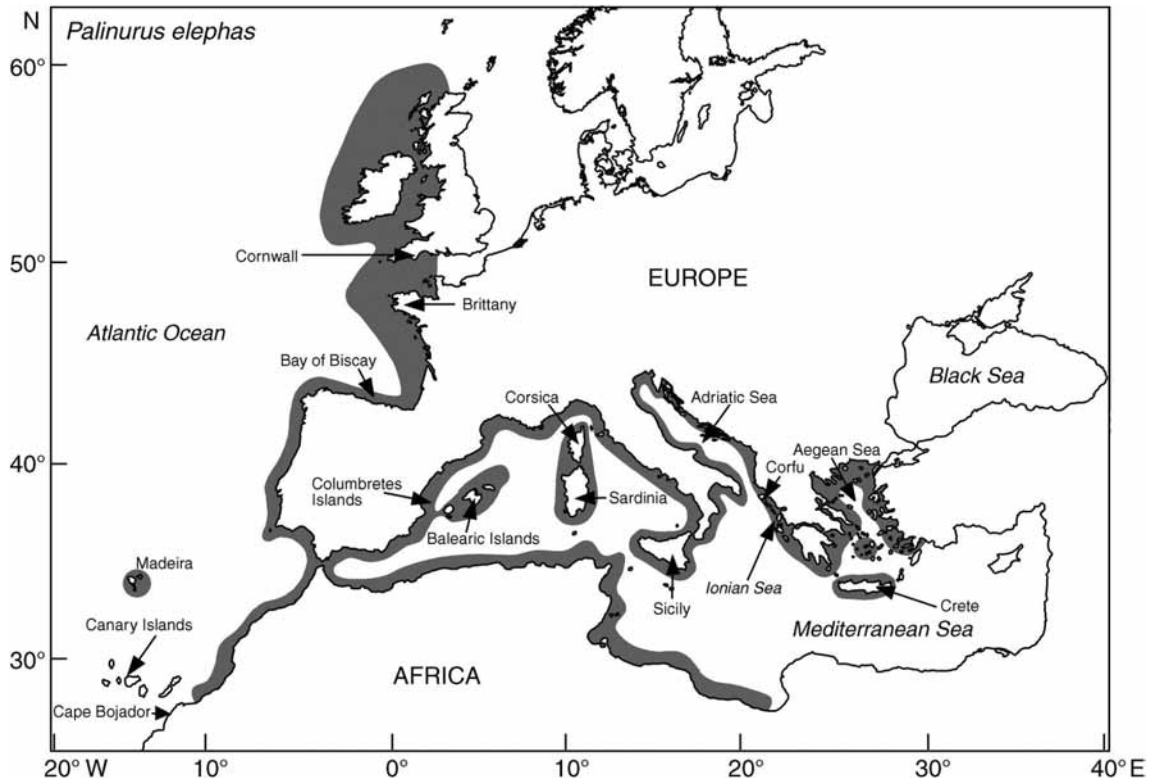 N
Palinurus elephas
60°
Cornwall
50°
EUROPE
Brittany
Atlantic Ocean
Bay of Biscay
Black Sea
Corsica
Adriatic Sea
Aegean Sea
40°
Corfu
Columbretes
Islands
Sardinia
Balearic Islands
Madeira
Ionian Sea
Sicily
Crete
Canary Islands
Mediterranean Sea
30°
AFRICA
Cape Bojador
20° W
10°
0°
10°
20°
30°
40° E